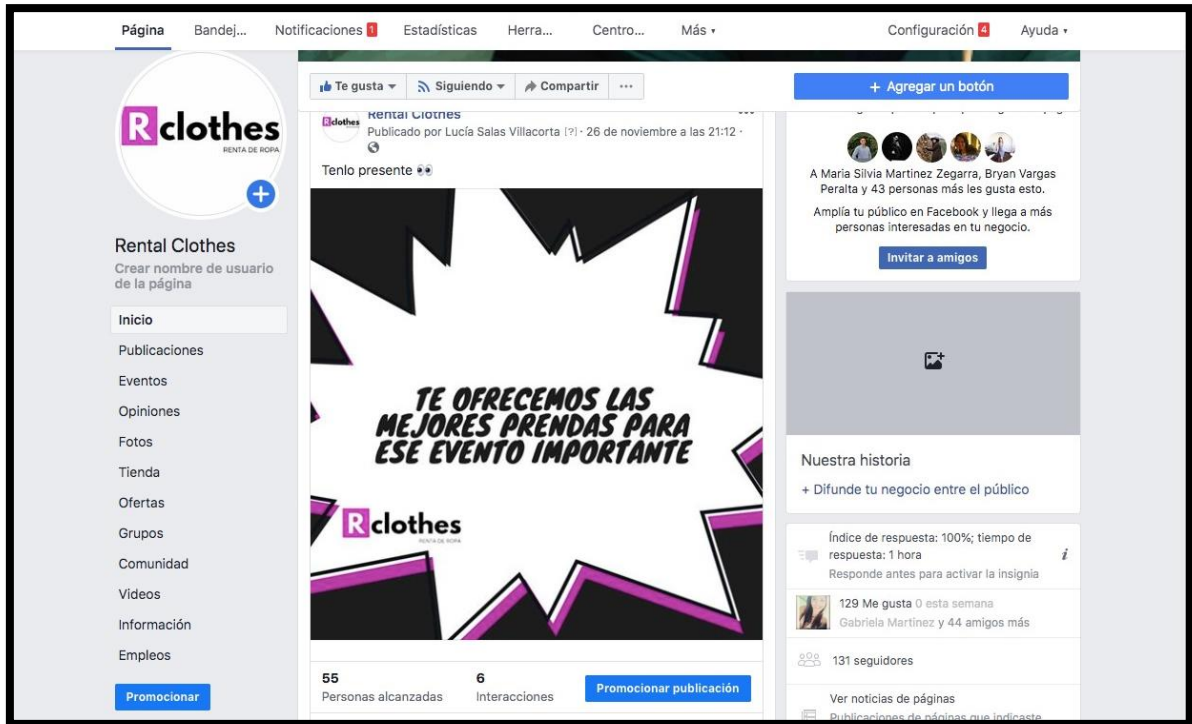 Página
Bandej...
Notificaciones 1
Estadísticas
Herra...
Centro...
Más
Configuración 4
Ayuda
R clothes
RENTA DE ROPA
Rental Clothes
Crear nombre de usuario
de la página
Inicio
Publicaciones
Eventos
Opiniones
Fotos
Tienda
Ofertas
Grupos
Comunidad
Videos
Información
Empleos
Promocionar
Te gusta
Siguiendo
Compartir
...
Rclothes
Rental Clothes
Publicado por Lucía Salas Villacorta [?] · 26 de noviembre a las 21:12 ·
Tenlo presente 👀
TE OFRECEMOS LAS
MEJORES PRENDAS PARA
ESE EVENTO IMPORTANTE
R clothes
RENTA DE ROPA
55
Personas alcanzadas
6
Interacciones
Promocionar publicación
+ Agregar un botón
A Maria Silvia Martinez Zegarra, Bryan Vargas
Peralta y 43 personas más les gusta esto.
Amplía tu público en Facebook y llega a más
personas interesadas en tu negocio.
Invitar a amigos
Nuestra historia
+ Difunde tu negocio entre el público
Índice de respuesta: 100%; tiempo de
respuesta: 1 hora
i
Responde antes para activar la insignia
129 Me gusta 0 esta semana
Gabriela Martinez y 44 amigos más
131 seguidores
Ver noticias de páginas
Publicaciones de páginas que indicaste